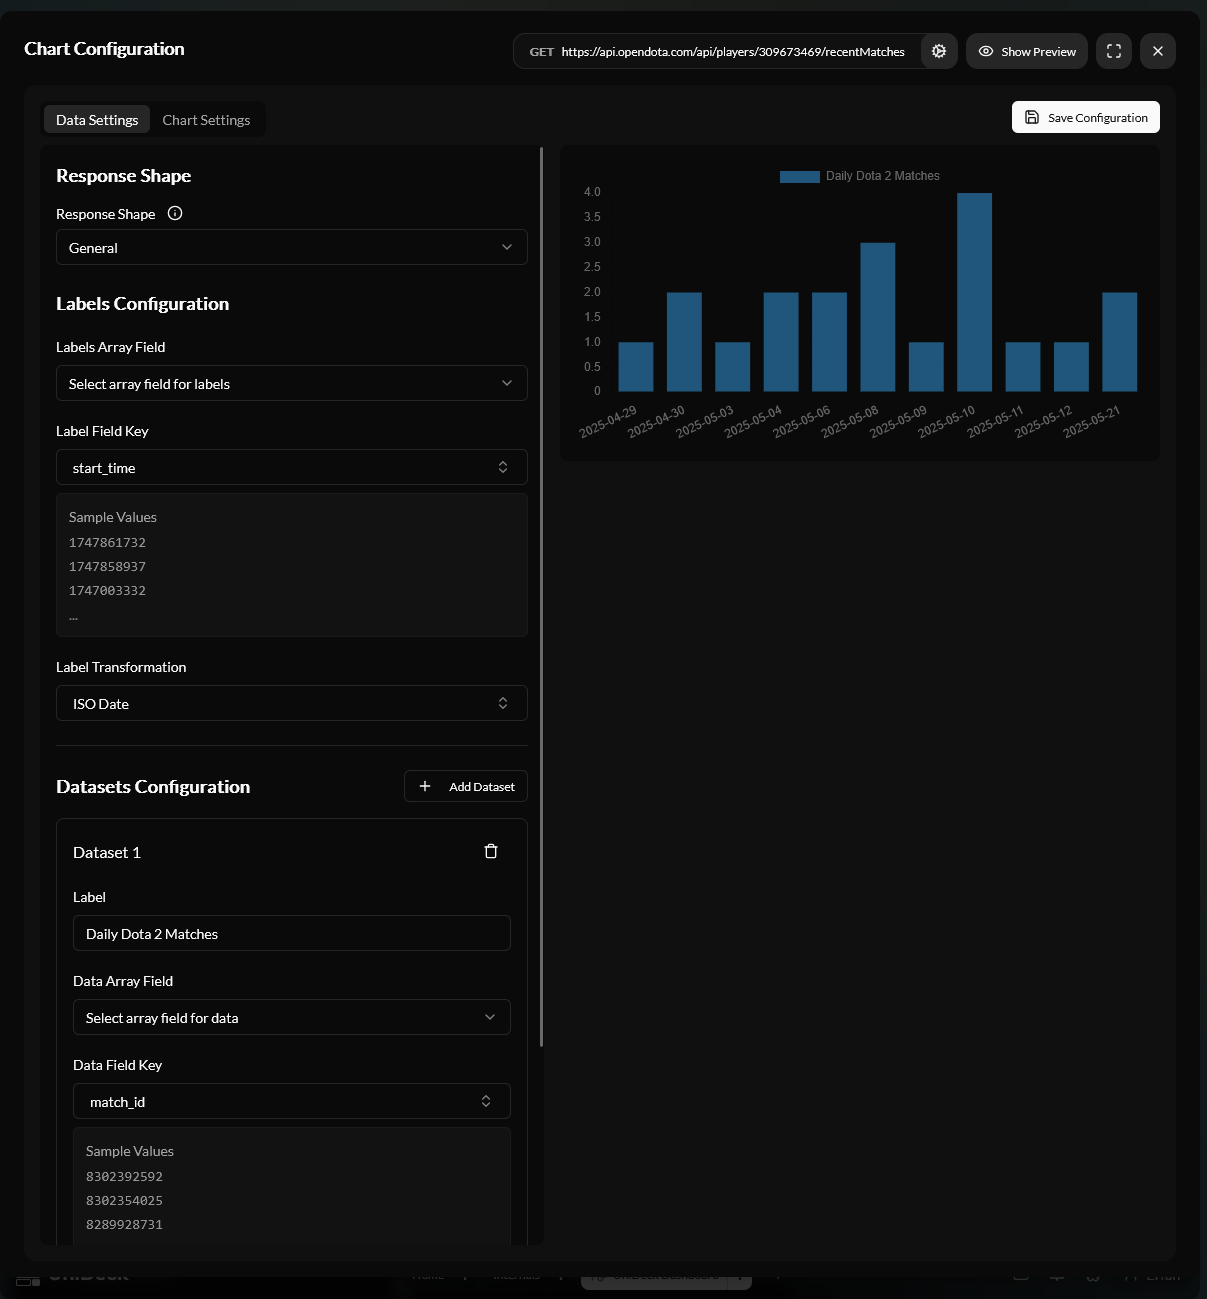 Chart Configuration
GET https://api.opendota.com/api/players/309673469/recentMatches
Show Preview
Data Settings
Chart Settings
Save Configuration
Response Shape
Response Shape
General
Labels Configuration
Labels Array Field
Select array field for labels
Label Field Key
start_time
Sample Values
1747861732
1747858937
1747003332
...
Label Transformation
ISO Date
Datasets Configuration
Add Dataset
Dataset 1
Label
Daily Dota 2 Matches
Data Array Field
Select array field for data
Data Field Key
match_id
Sample Values
8302392592
8302354025
8289928731
Daily Dota 2 Matches
4.0
3.5
3.0
2.5
2.0
1.5
1.0
0.5
0
2025-04-29
2025-04-30
2025-05-03
2025-05-04
2025-05-06
2025-05-08
2025-05-09
2025-05-10
2025-05-11
2025-05-12
2025-05-21